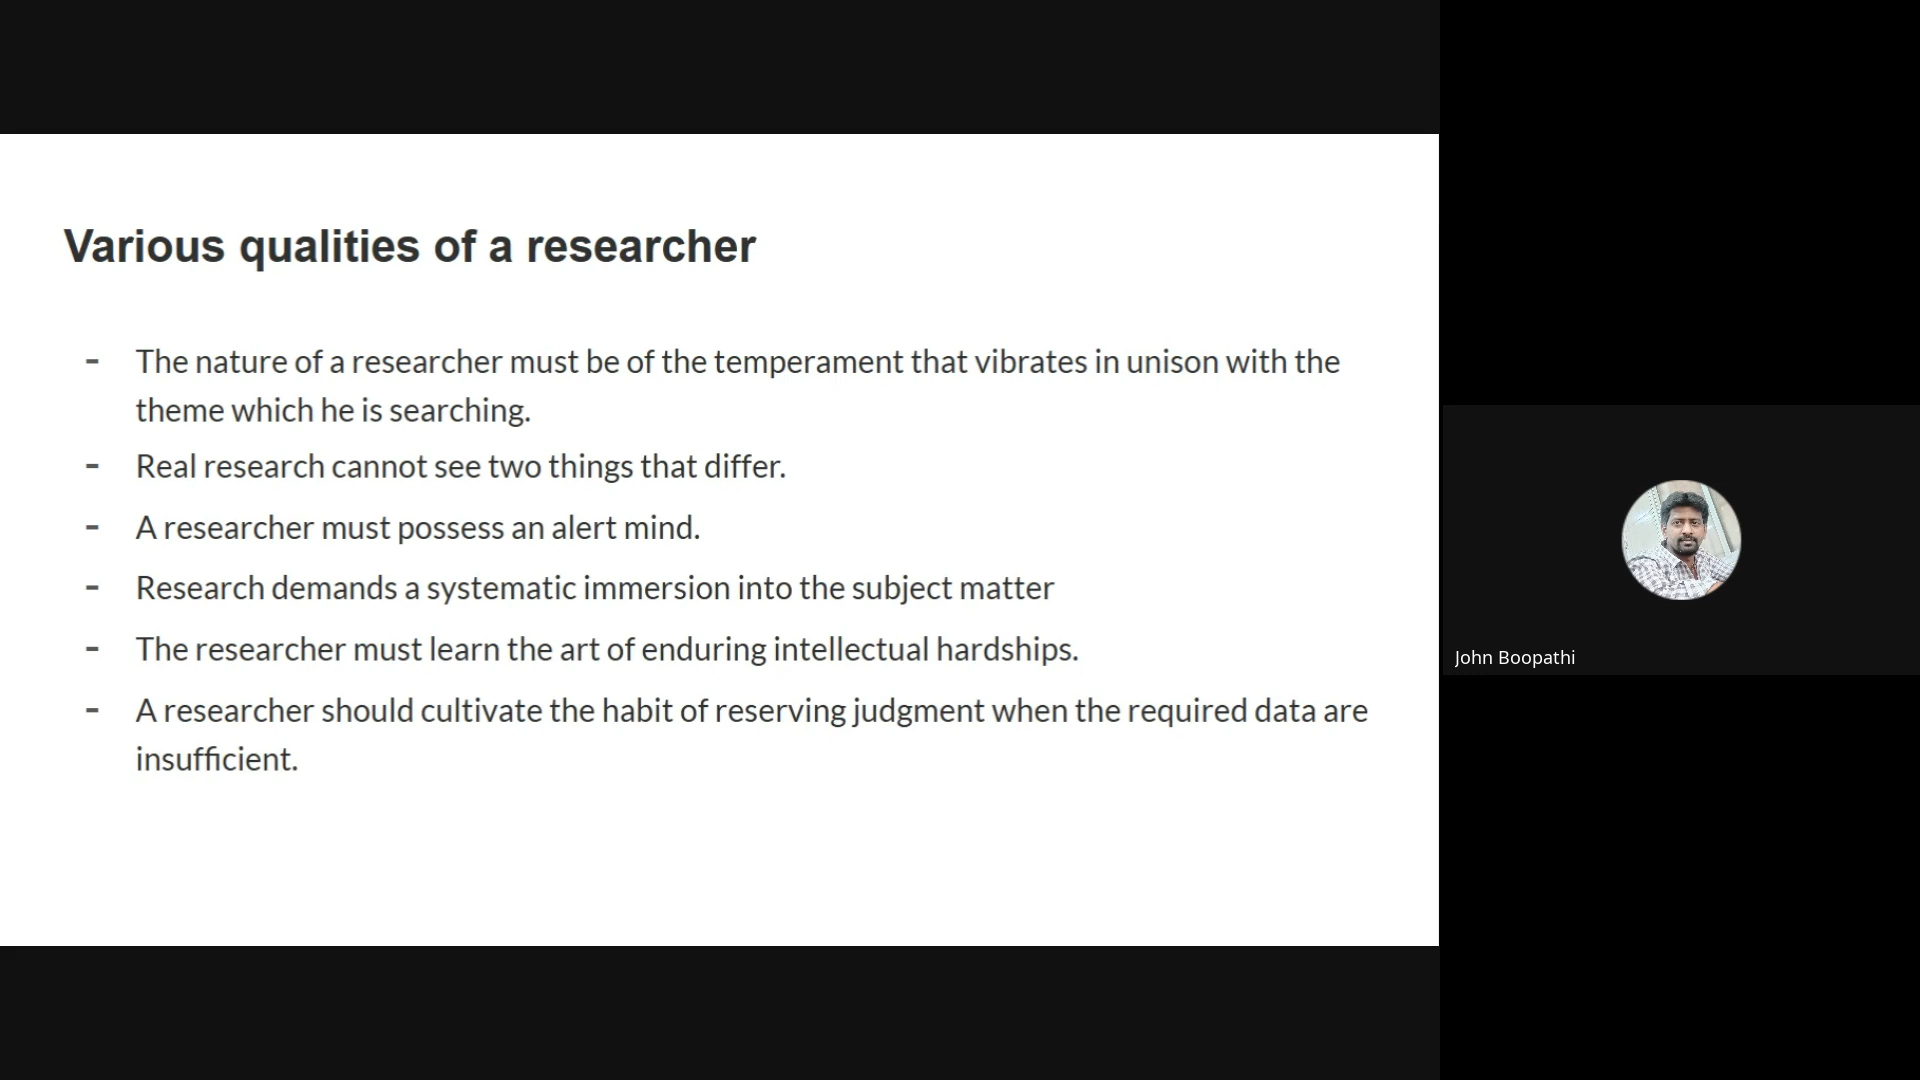 Various qualities of a researcher
- The nature of a researcher must be of the temperament that vibrates in unison with the
theme which he is searching.
- Real research cannot see two things that differ.
- A researcher must possess an alert mind.
- Research demands a systematic immersion into the subject matter
- The researcher must learn the art of enduring intellectual hardships.
- A researcher should cultivate the habit of reserving judgment when the required data are
insufficient.
John Boopathi